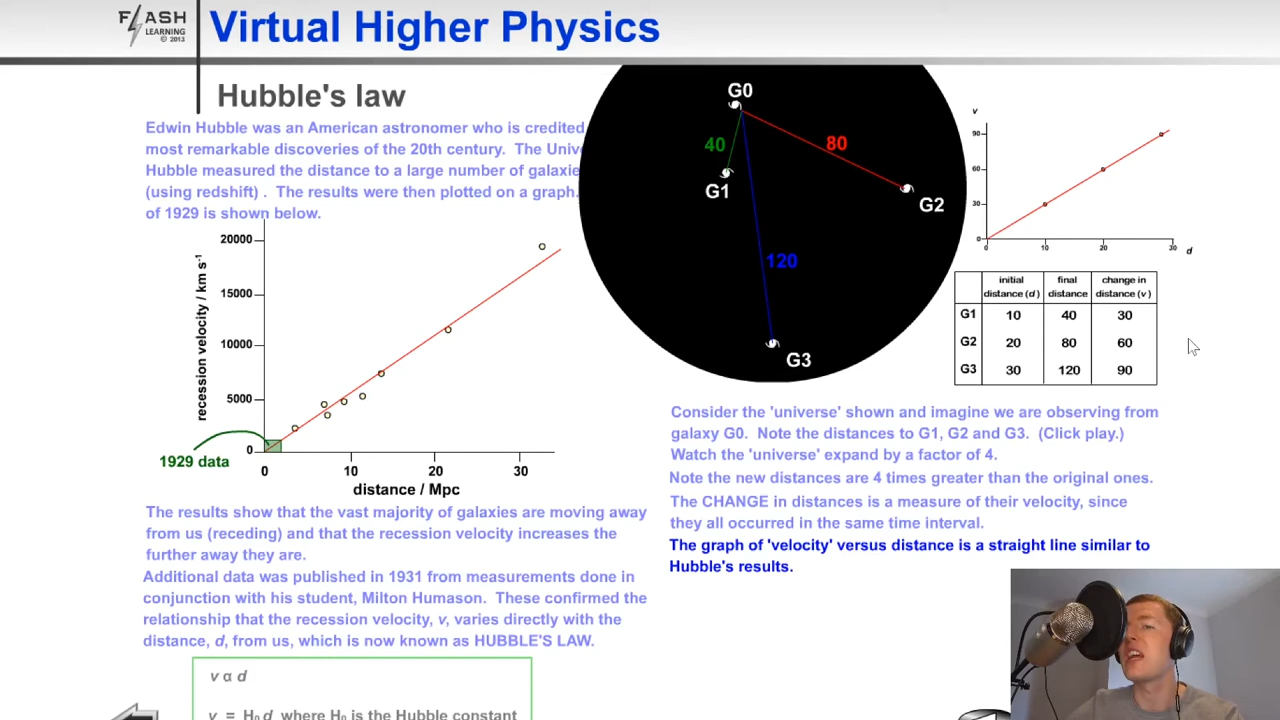 FLASH
LEARNING
© 2013
Virtual Higher Physics
Hubble's law
Edwin Hubble was an American astronomer who is credited
most remarkable discoveries of the 20th century. The Unive
Hubble measured the distance to a large number of galaxie
(using redshift) . The results were then plotted on a graph.
of 1929 is shown below.
20000
15000
10000
5000
0
recession velocity / km s⁻¹
1929 data
0 10 20 30
distance / Mpc
The results show that the vast majority of galaxies are moving away
from us (receding) and that the recession velocity increases the
further away they are.
Additional data was published in 1931 from measurements done in
conjunction with his student, Milton Humason. These confirmed the
relationship that the recession velocity, v, varies directly with the
distance, d, from us, which is now known as HUBBLE'S LAW.
v α d
v = H₀ d where H₀ is the Hubble constant
G0
40
80
G1
G2
120
G3
v
90
60
30
0
0 10 20 30
d
initial distance (d) final distance change in distance (v)
G1 10 40 30
G2 20 80 60
G3 30 120 90
Consider the 'universe' shown and imagine we are observing from
galaxy G0. Note the distances to G1, G2 and G3. (Click play.)
Watch the 'universe' expand by a factor of 4.
Note the new distances are 4 times greater than the original ones.
The CHANGE in distances is a measure of their velocity, since
they all occurred in the same time interval.
The graph of 'velocity' versus distance is a straight line similar to
Hubble's results.